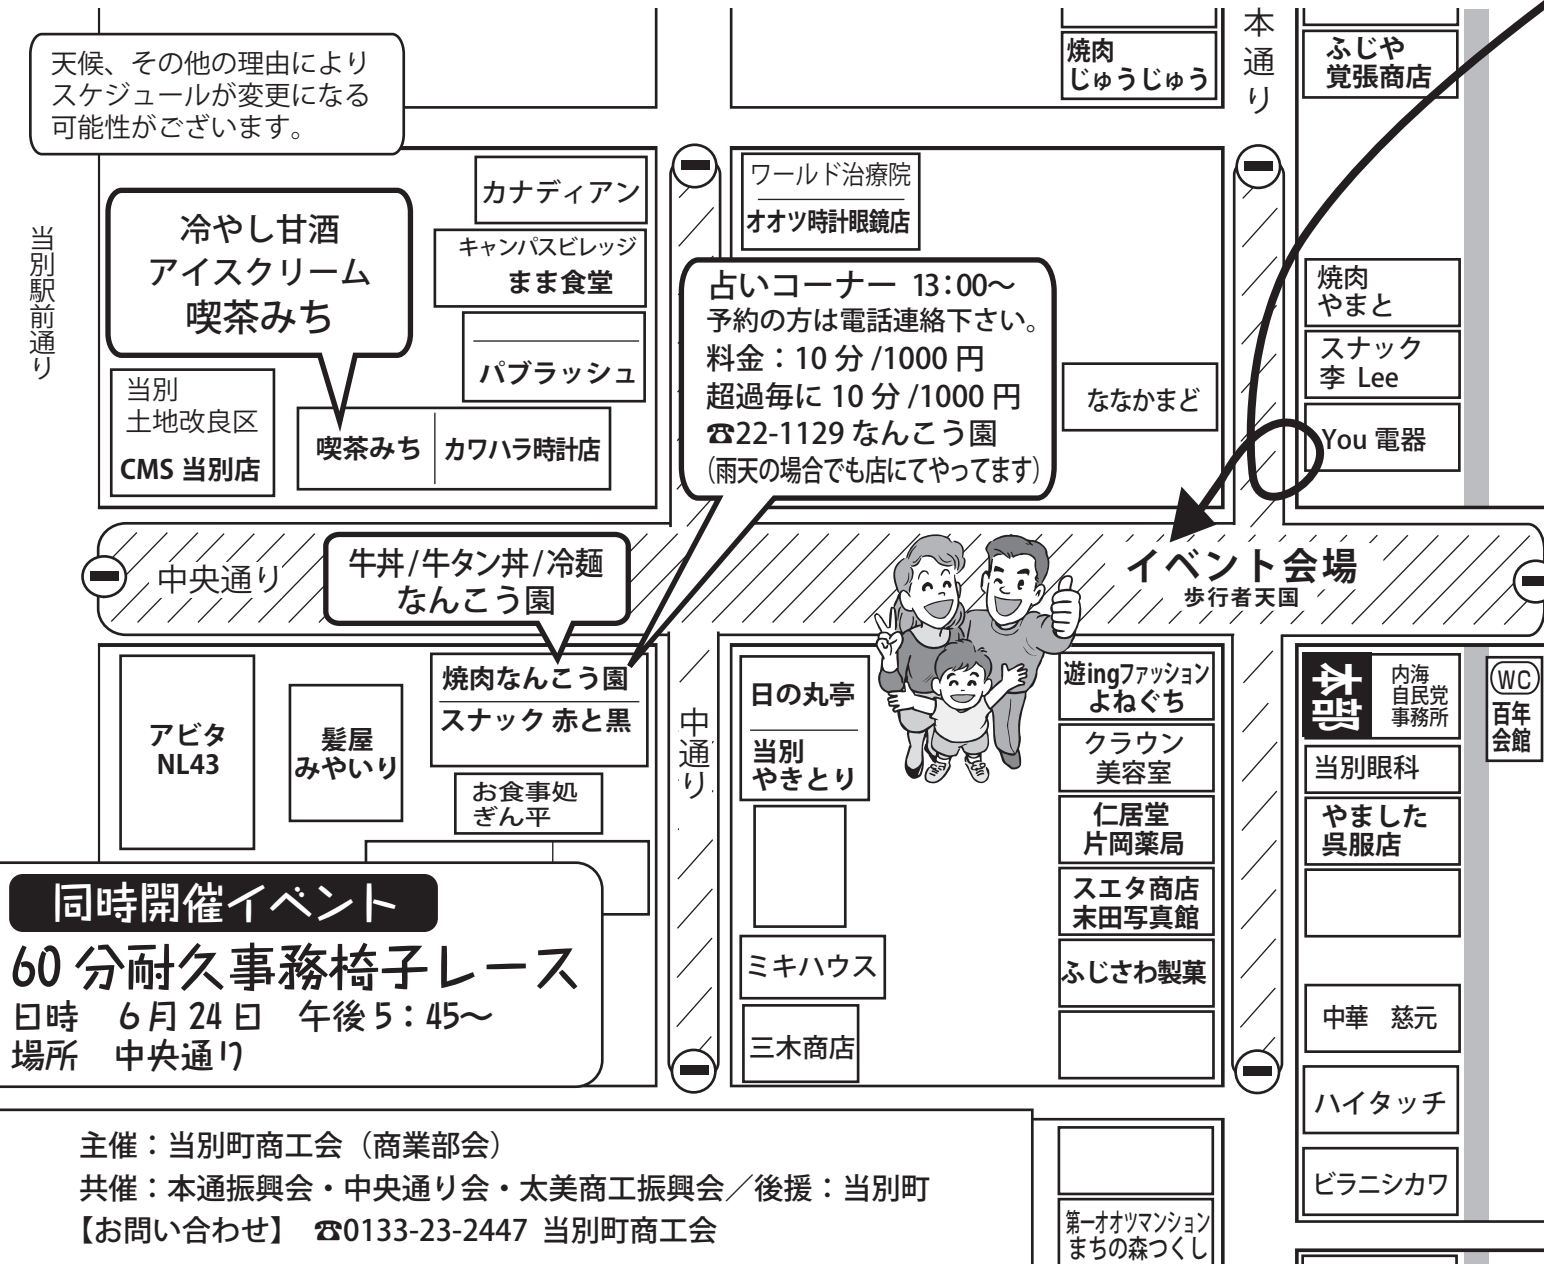 天候、その他の理由により
スケジュールが変更になる
可能性がございます。
焼肉
じゅうじゅう
本通り
ふじや
覚張商店
当別駅前通り
冷やし甘酒
アイスクリーム
喫茶みち
カナディアン
キャンパスビレッジ
まま食堂
パブラッシュ
当別
土地改良区
CMS 当別店
喫茶みち
カワハラ時計店
ワールド治療院
オオツ時計眼鏡店
占いコーナー 13:00〜
予約の方は電話連絡下さい。
料金：10 分 /1000 円
超過毎に 10 分 /1000 円
☎22-1129 なんこう園
（雨天の場合でも店にてやってます）
ななかまど
焼肉
やまと
スナック
李 Lee
You 電器
中央通り
牛丼/牛タン丼/冷麺
なんこう園
イベント会場
歩行者天国
アビタ
NL43
髪屋
みやいり
焼肉なんこう園
スナック 赤と黒
お食事処
ぎん平
中通り
日の丸亭
当別
やきとり
ミキハウス
三木商店
遊ingファッション
よねぐち
クラウン
美容室
仁居堂
片岡薬局
スエタ商店
末田写真館
ふじさわ製菓
本部
内海
自民党
事務所
WC
百年
会館
当別眼科
やました
呉服店
中華　慈元
ハイタッチ
ビラニシカワ
同時開催イベント
60 分耐久事務椅子レース
日時　6月 24 日　午後 5：45〜
場所　中央通り
主催：当別町商工会（商業部会）
共催：本通振興会・中央通り会・太美商工振興会／後援：当別町
【お問い合わせ】 ☎0133-23-2447 当別町商工会
第一オオツマンション
まちの森つくし